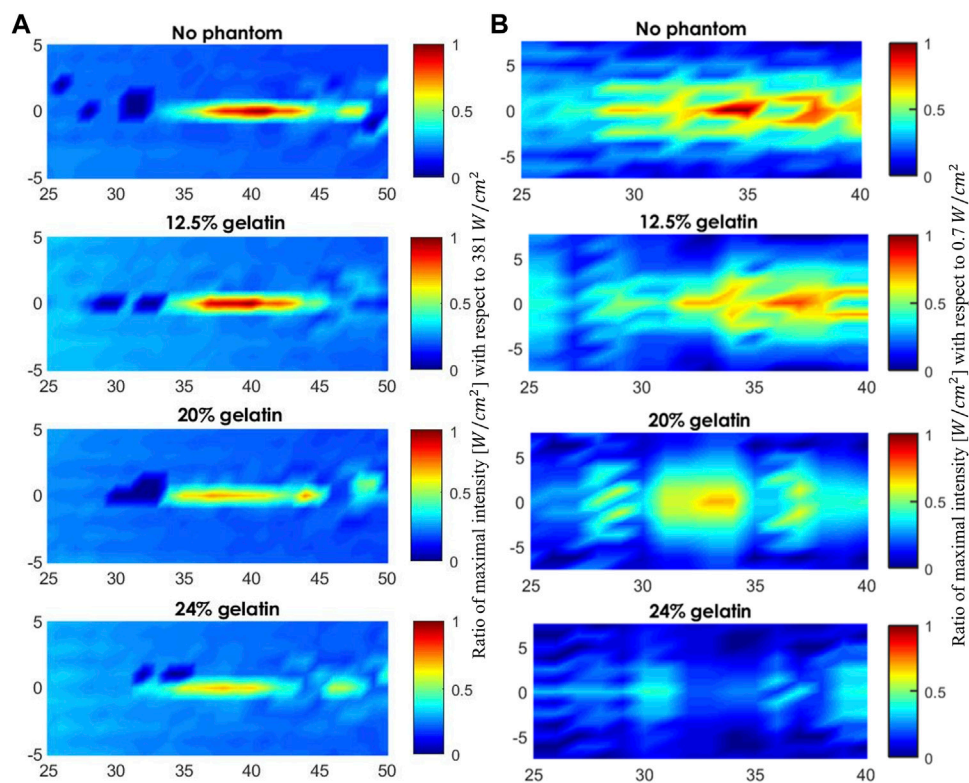 A
No phantom
5
0
-5
25 30 35 40 45 50
1
0.5
0
12.5% gelatin
5
0
-5
25 30 35 40 45 50
1
0.5
0
20% gelatin
5
0
-5
25 30 35 40 45 50
1
0.5
0
24% gelatin
5
0
-5
25 30 35 40 45 50
1
0.5
0
Ratio of maximal intensity [W/cm²] with respect to 381 W/cm²
B
No phantom
5
0
-5
25 30 35 40
1
0.5
0
12.5% gelatin
5
0
-5
25 30 35 40
1
0.5
0
20% gelatin
5
0
-5
25 30 35 40
1
0.5
0
24% gelatin
5
0
-5
25 30 35 40
1
0.5
0
Ratio of maximal intensity [W/cm²] with respect to 0.7 W/cm²